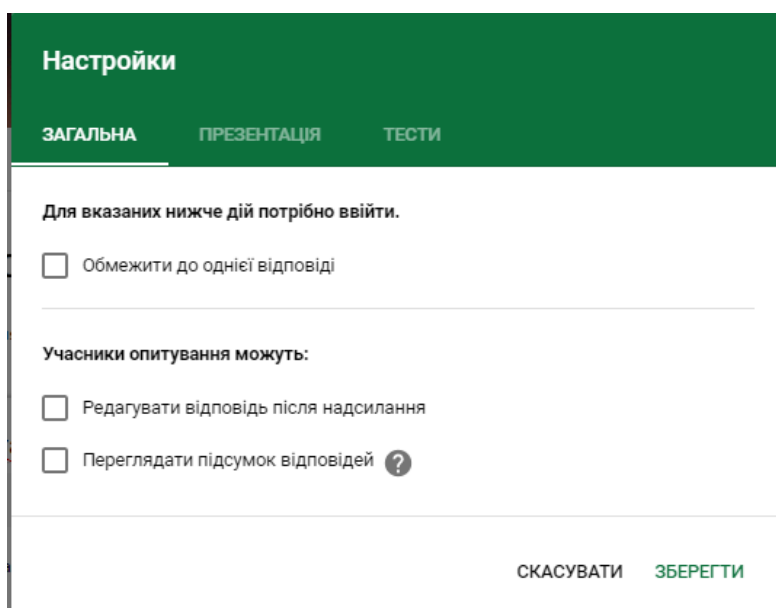 Настройки
ЗАГАЛЬНА ПРЕЗЕНТАЦІЯ ТЕСТИ
Для вказаних нижче дій потрібно ввійти.
Обмежити до однієї відповіді
Учасники опитування можуть:
Редагувати відповідь після надсилання
Переглядати підсумок відповідей ?
СКАСУВАТИ ЗБЕРЕГТИ